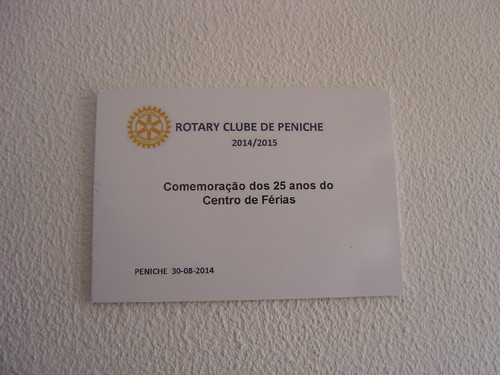 ROTARY CLUBE DE PENICHE
2014/2015
Comemoração dos 25 anos do
Centro de Férias
PENICHE 30-08-2014